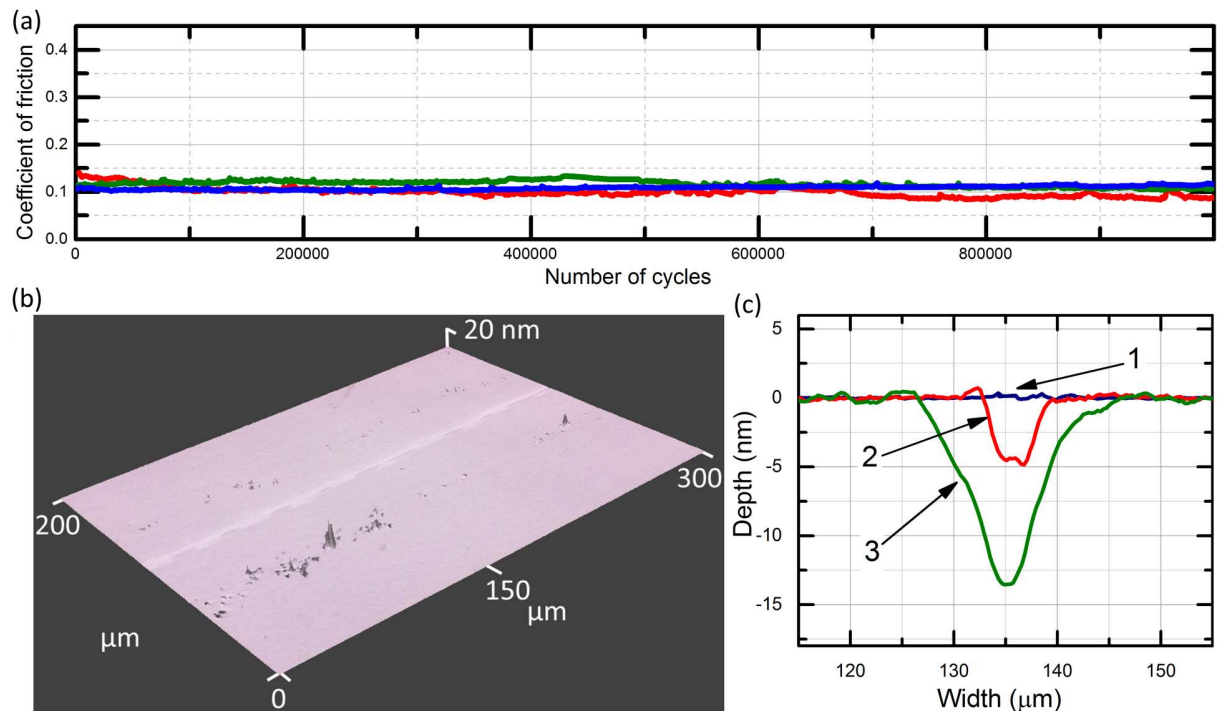 (a)
Coefficient of friction
0.4
0.3
0.2
0.1
0.0
0 200000 400000 600000 800000
Number of cycles
(b)
20 nm
200
300
150
µm
µm
0
(c)
Depth (nm)
5
0
-5
-10
-15
1
2
3
120 130 140 150
Width (µm)